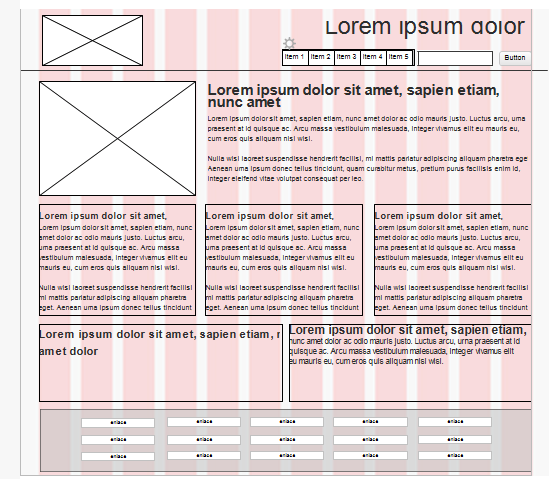 Lorem ipsum dolor
Item 1 Item 2 Item 3 Item 4 Item 5 Button
Lorem ipsum dolor sit amet, sapien etiam,
nunc amet
Lorem ipsum dolor sit amet, sapien etiam, nunc amet dolor ac odio mauris justo. Luctus arcu, urna
praesent at id quisque ac. Arcu massa vestibulum malesuada, integer vivamus elit eu mauris eu,
cum eros quis aliquam nisl wisi.
Nulla wisi laoreet suspendisse hendrerit facilisi, mi mattis pariatur adipiscing aliquam pharetra ege
Aenean urna ipsum donec tellus tincidunt, quam curabitur metus, pretium purus facilisis enim id,
integer eleifend vitae volutpat consequat per leo.
Lorem ipsum dolor sit amet,
Lorem ipsum dolor sit amet, sapien etiam, nunc
amet dolor ac odio mauris justo. Luctus arcu,
urna praesent at id quisque ac. Arcu massa
vestibulum malesuada, integer vivamus elit eu
mauris eu, cum eros quis aliquam nisl wisi.
Nulla wisi laoreet suspendisse hendrerit facilisi
mi mattis pariatur adipiscing aliquam pharetra
eget. Aenean urna ipsum donec tellus tincidunt
Lorem ipsum dolor sit amet,
Lorem ipsum dolor sit amet, sapien etiam, nunc
amet dolor ac odio mauris justo. Luctus arcu,
urna praesent at id quisque ac. Arcu massa
vestibulum malesuada, integer vivamus elit eu
mauris eu, cum eros quis aliquam nisl wisi.
Nulla wisi laoreet suspendisse hendrerit facilisi
mi mattis pariatur adipiscing aliquam pharetra
eget. Aenean urna ipsum donec tellus tincidunt
Lorem ipsum dolor sit amet,
Lorem ipsum dolor sit amet, sapien etiam, nunc
amet dolor ac odio mauris justo. Luctus arcu,
urna praesent at id quisque ac. Arcu massa
vestibulum malesuada, integer vivamus elit eu
mauris eu, cum eros quis aliquam nisl wisi.
Nulla wisi laoreet suspendisse hendrerit facilisi
mi mattis pariatur adipiscing aliquam pharetra
eget. Aenean urna ipsum donec tellus tincidunt
Lorem ipsum dolor sit amet, sapien etiam,
amet dolor
Lorem ipsum dolor sit amet, sapien etiam,
nunc amet dolor ac odio mauris justo. Luctus arcu, urna praesent at id
quisque ac. Arcu massa vestibulum malesuada, integer vivamus elit
eu mauris eu, cum eros quis aliquam nisl wisi.
enlace enlace enlace enlace enlace
enlace enlace enlace enlace enlace
enlace enlace enlace enlace enlace